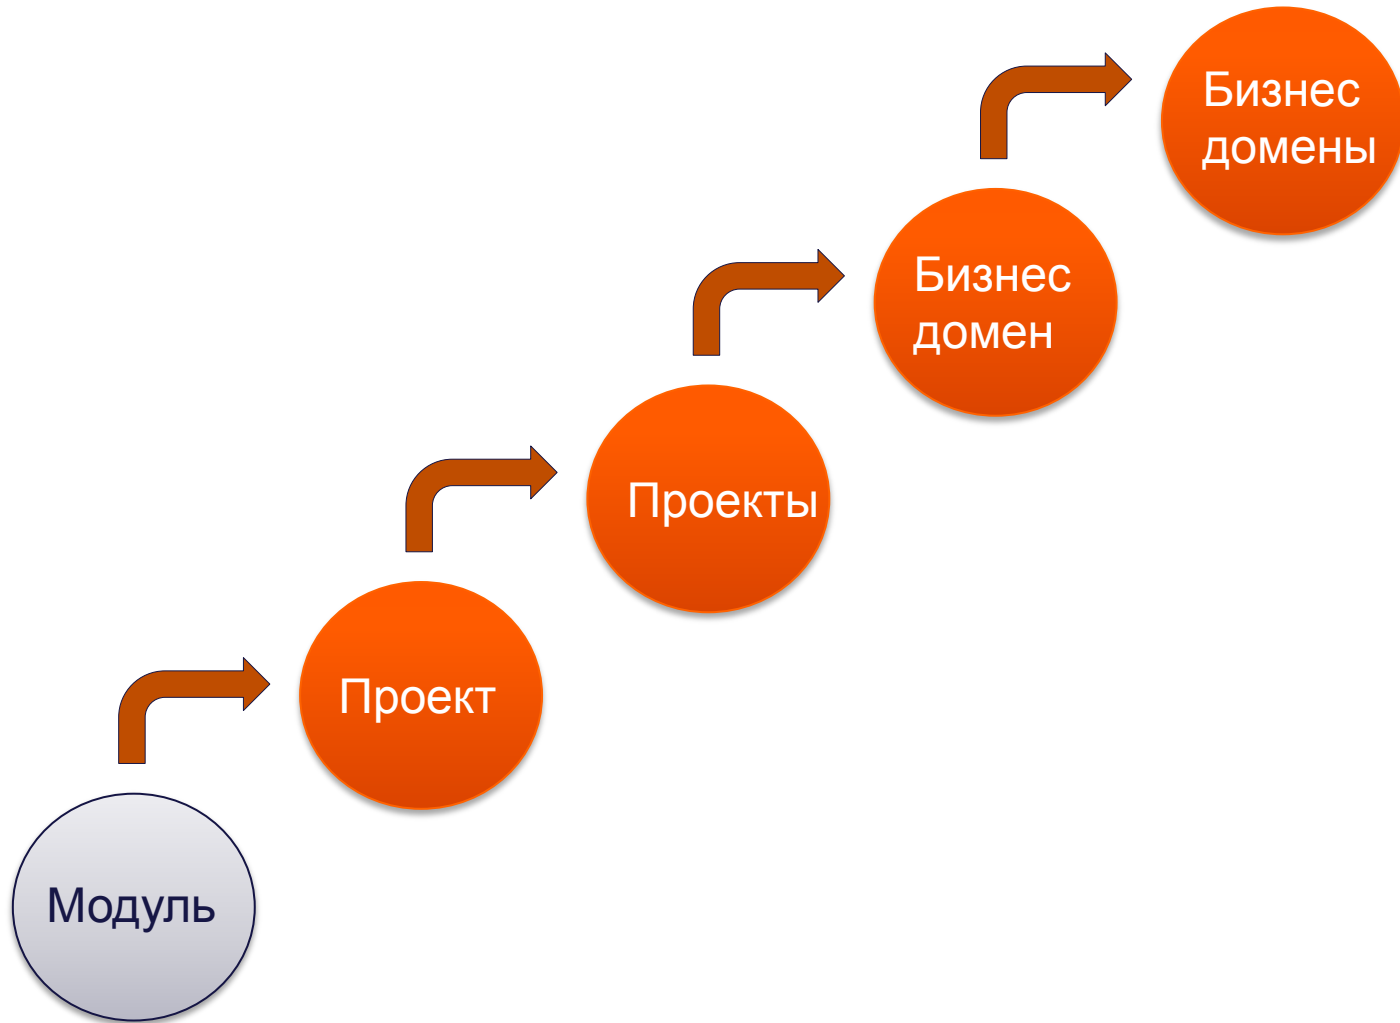 Бизнес
домены
Бизнес
домен
Проекты
Проект
Модуль